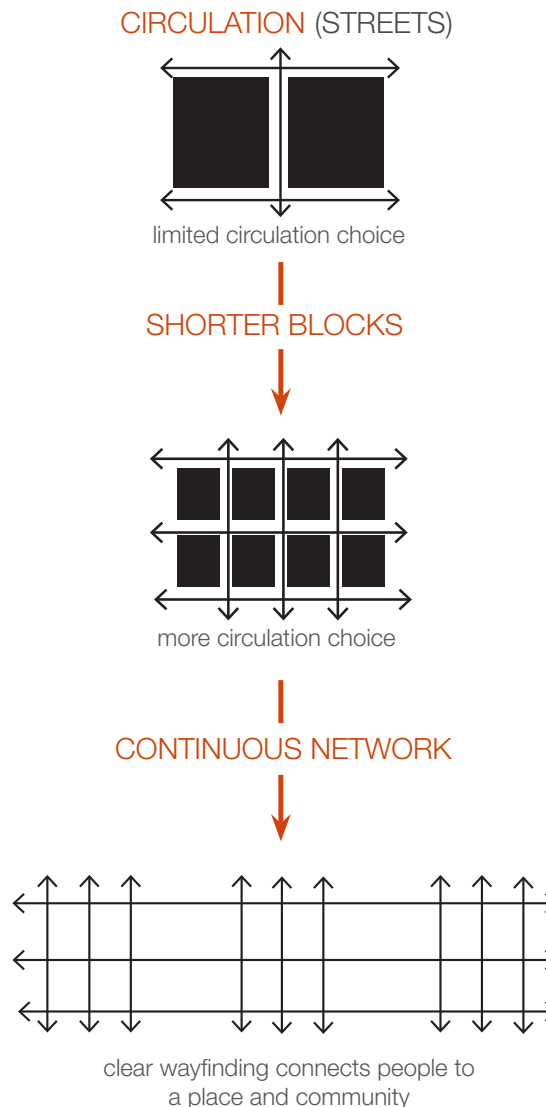 CIRCULATION (STREETS)
limited circulation choice
SHORTER BLOCKS
more circulation choice
CONTINUOUS NETWORK
clear wayfinding connects people to
a place and community